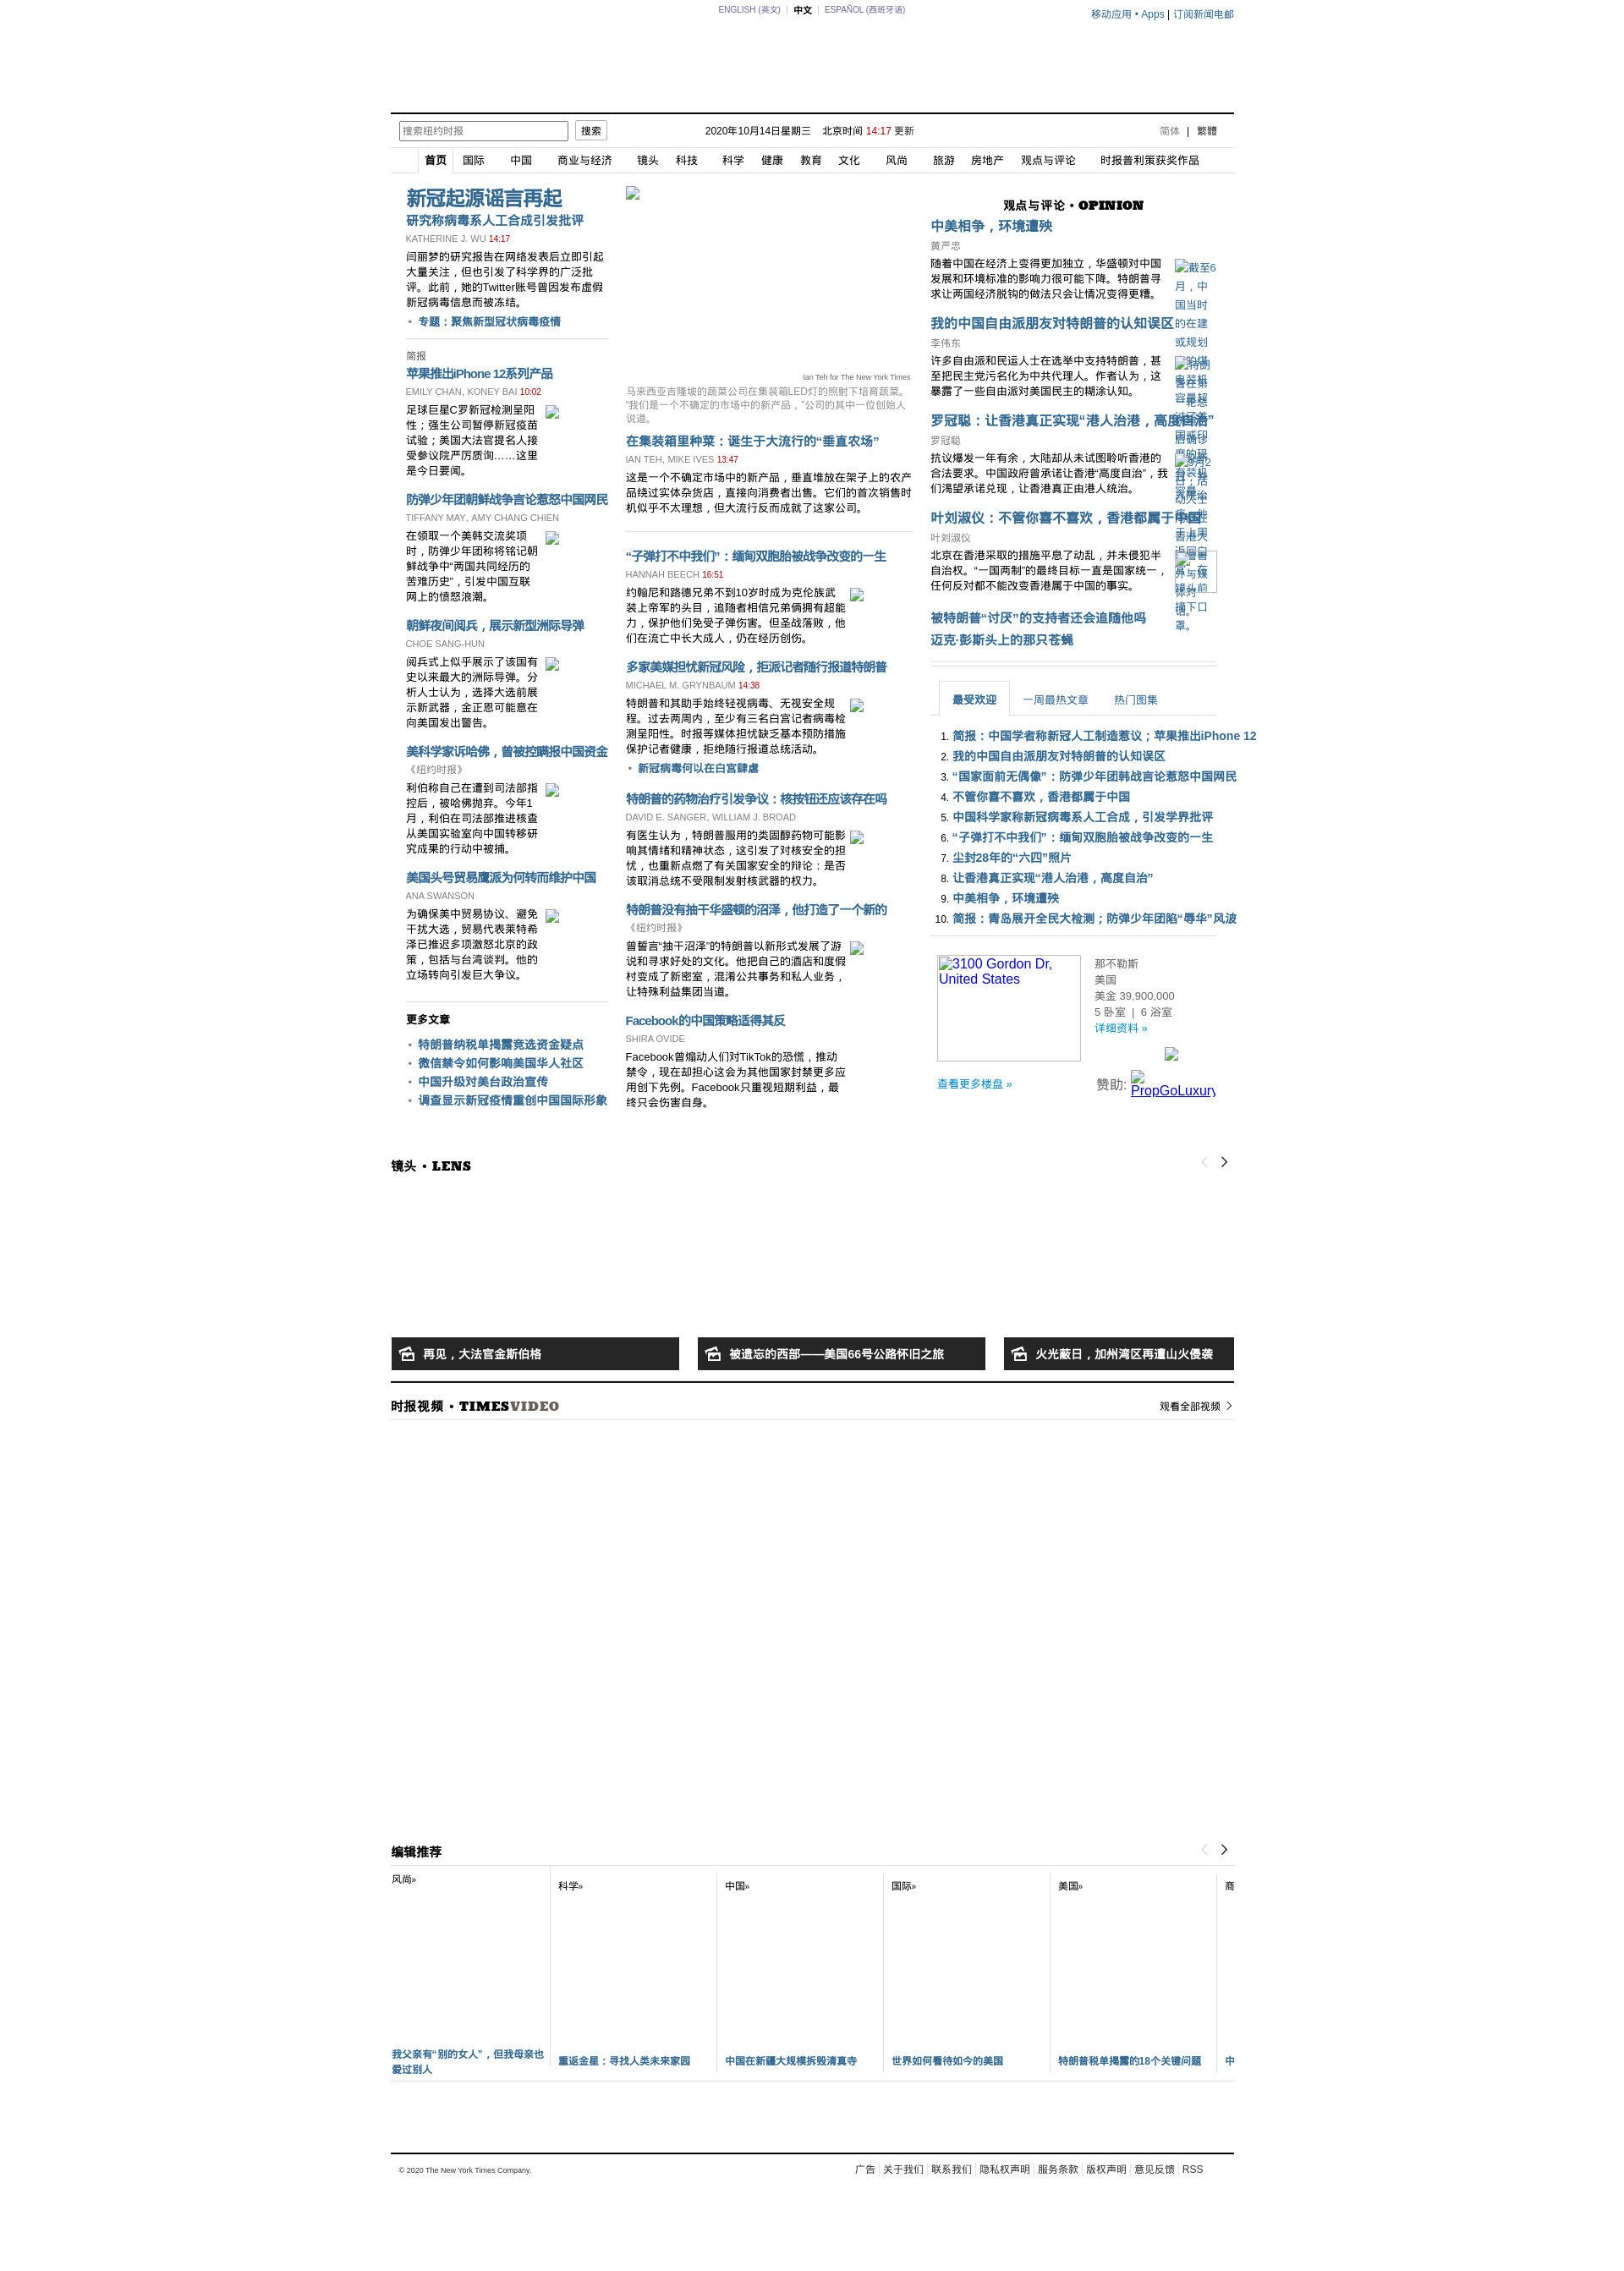 ENGLISH (英文) | 中文 | ESPAÑOL (西班牙语)
移动应用 • Apps | 订阅新闻电邮
搜索纽约时报
搜索
2020年10月14日星期三 北京时间 14:17 更新
简体 | 繁體
首页 国际 中国 商业与经济 镜头 科技 科学 健康 教育 文化 风尚 旅游 房地产 观点与评论 时报普利策获奖作品
新冠起源谣言再起
研究称病毒系人工合成引发批评
KATHERINE J. WU 14:17
闫丽梦的研究报告在网络发表后立即引起
大量关注，但也引发了科学界的广泛批
评。此前，她的Twitter账号曾因发布虚假
新冠病毒信息而被冻结。
• 专题：聚焦新型冠状病毒疫情
简报
苹果推出iPhone 12系列产品
EMILY CHAN, KONEY BAI 10:02
足球巨星C罗新冠检测呈阳
性；强生公司暂停新冠疫苗
试验；美国大法官提名人接
受参议院严厉质询……这里
是今日要闻。
防弹少年团朝鲜战争言论惹怒中国网民
TIFFANY MAY, AMY CHANG CHIEN
在领取一个美韩交流奖项
时，防弹少年团称将铭记朝
鲜战争中“两国共同经历的
苦难历史”，引发中国互联
网上的愤怒浪潮。
朝鲜夜间阅兵，展示新型洲际导弹
CHOE SANG-HUN
阅兵式上似乎展示了该国有
史以来最大的洲际导弹。分
析人士认为，选择大选前展
示新武器，金正恩可能意在
向美国发出警告。
美科学家诉哈佛，曾被控瞒报中国资金
《纽约时报》
利伯称自己在遭到司法部指
控后，被哈佛抛弃。今年1
月，利伯在司法部推进核查
从美国实验室向中国转移研
究成果的行动中被捕。
美国头号贸易鹰派为何转而维护中国
ANA SWANSON
为确保美中贸易协议、避免
干扰大选，贸易代表莱特希
泽已推迟多项激怒北京的政
策，包括与台湾谈判。他的
立场转向引发巨大争议。
更多文章
• 特朗普纳税单揭露竞选资金疑点
• 微信禁令如何影响美国华人社区
• 中国升级对美台政治宣传
• 调查显示新冠疫情重创中国国际形象
Ian Teh for The New York Times
马来西亚吉隆坡的蔬菜公司在集装箱LED灯的照射下培育蔬菜。
“我们是一个不确定的市场中的新产品，”公司的其中一位创始人
说道。
在集装箱里种菜：诞生于大流行的“垂直农场”
IAN TEH, MIKE IVES 13:47
这是一个不确定市场中的新产品，垂直堆放在架子上的农产
品绕过实体杂货店，直接向消费者出售。它们的首次销售时
机似乎不大理想，但大流行反而成就了这家公司。
“子弹打不中我们”：缅甸双胞胎被战争改变的一生
HANNAH BEECH 16:51
约翰尼和路德兄弟不到10岁时成为克伦族武
装上帝军的头目，追随者相信兄弟俩拥有超能
力，保护他们免受子弹伤害。但圣战落败，他
们在流亡中长大成人，仍在经历创伤。
多家美媒担忧新冠风险，拒派记者随行报道特朗普
MICHAEL M. GRYNBAUM 14:38
特朗普和其助手始终轻视病毒、无视安全规
程。过去两周内，至少有三名白宫记者病毒检
测呈阳性。时报等媒体担忧缺乏基本预防措施
保护记者健康，拒绝随行报道总统活动。
• 新冠病毒何以在白宫肆虐
特朗普的药物治疗引发争议：核按钮还应该存在吗
DAVID E. SANGER, WILLIAM J. BROAD
有医生认为，特朗普服用的类固醇药物可能影
响其情绪和精神状态，这引发了对核安全的担
忧，也重新点燃了有关国家安全的辩论：是否
该取消总统不受限制发射核武器的权力。
特朗普没有抽干华盛顿的沼泽，他打造了一个新的
《纽约时报》
曾誓言“抽干沼泽”的特朗普以新形式发展了游
说和寻求好处的文化。他把自己的酒店和度假
村变成了新密室，混淆公共事务和私人业务，
让特殊利益集团当道。
Facebook的中国策略适得其反
SHIRA OVIDE
Facebook曾煽动人们对TikTok的恐慌，推动
禁令，现在却担心这会为其他国家封禁更多应
用创下先例。Facebook只重视短期利益，最
终只会伤害自身。
观点与评论 • OPINION
中美相争，环境遭殃
黄严忠
随着中国在经济上变得更加独立，华盛顿对中国
发展和环境标准的影响力很可能下降。特朗普寻
求让两国经济脱钩的做法只会让情况变得更糟。
截至6
月，中
国当时
的在建
或规划
我的中国自由派朋友对特朗普的认知误区
李伟东
许多自由派和民运人士在选举中支持特朗普，甚
至把民主党污名化为中共代理人。作者认为，这
暴露了一些自由派对美国民主的糊涂认知。
罗冠聪：让香港真正实现“港人治港，高度自治”
罗冠聪
抗议爆发一年有余，大陆却从未试图聆听香港的
合法要求。中国政府曾承诺让香港“高度自治”，我
们渴望承诺兑现，让香港真正由港人统治。
叶刘淑仪：不管你喜不喜欢，香港都属于中国
叶刘淑仪
北京在香港采取的措施平息了动乱，并未侵犯半
自治权。“一国两制”的最终目标一直是国家统一，
任何反对都不能改变香港属于中国的事实。
罩。
被特朗普“讨厌”的支持者还会追随他吗
迈克·彭斯头上的那只苍蝇
最受欢迎 一周最热文章 热门图集
1. 简报：中国学者称新冠人工制造惹议；苹果推出iPhone 12
2. 我的中国自由派朋友对特朗普的认知误区
3. “国家面前无偶像”：防弹少年团韩战言论惹怒中国网民
4. 不管你喜不喜欢，香港都属于中国
5. 中国科学家称新冠病毒系人工合成，引发学界批评
6. “子弹打不中我们”：缅甸双胞胎被战争改变的一生
7. 尘封28年的“六四”照片
8. 让香港真正实现“港人治港，高度自治”
9. 中美相争，环境遭殃
10. 简报：青岛展开全民大检测；防弹少年团陷“辱华”风波
3100 Gordon Dr,
United States
那不勒斯
美国
美金 39,900,000
5 卧室 | 6 浴室
详细资料 »
查看更多楼盘 »
赞助:
PropGoLuxury
镜头 • LENS
再见，大法官金斯伯格
被遗忘的西部——美国66号公路怀旧之旅
火光蔽日，加州湾区再遭山火侵袭
时报视频 • TIMESVIDEO
观看全部视频
编辑推荐
风尚»
科学»
中国»
国际»
美国»
商
我父亲有“别的女人”，但我母亲也
爱过别人
重返金星：寻找人类未来家园
中国在新疆大规模拆毁清真寺
世界如何看待如今的美国
特朗普税单揭露的18个关键问题
中
© 2020 The New York Times Company.
广告 关于我们 联系我们 隐私权声明 服务条款 版权声明 意见反馈 RSS